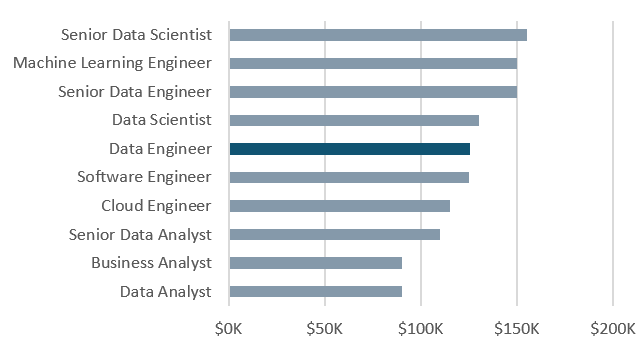 Senior Data Scientist
Machine Learning Engineer
Senior Data Engineer
Data Scientist
Data Engineer
Software Engineer
Cloud Engineer
Senior Data Analyst
Business Analyst
Data Analyst
$0K $50K $100K $150K $200K